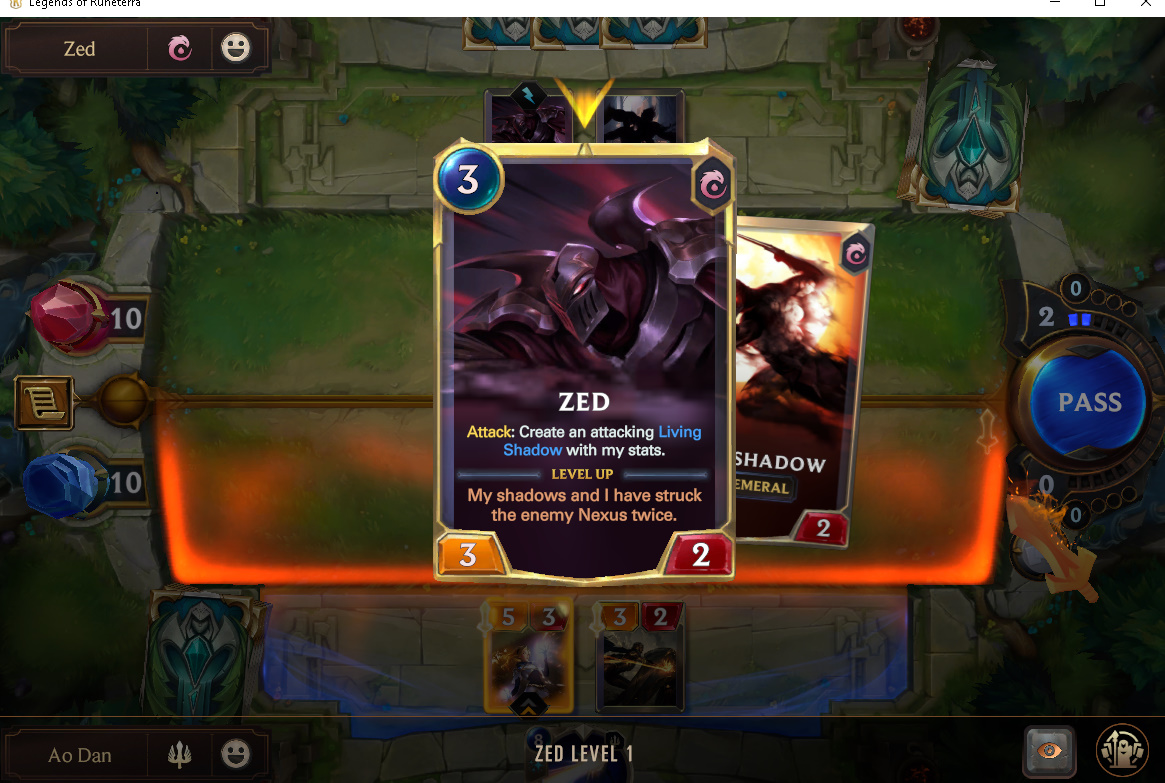 Legends of Runeterra
Zed
3
10
0
2
ZED
Attack: Create an attacking Living
Shadow with my stats.
LEVEL UP
My shadows and I have struck
the enemy Nexus twice.
3
2
SHADOW
EMERAL
2
PASS
10
0
0
5 3
3 2
8
Ao Dan
ZED LEVEL 1